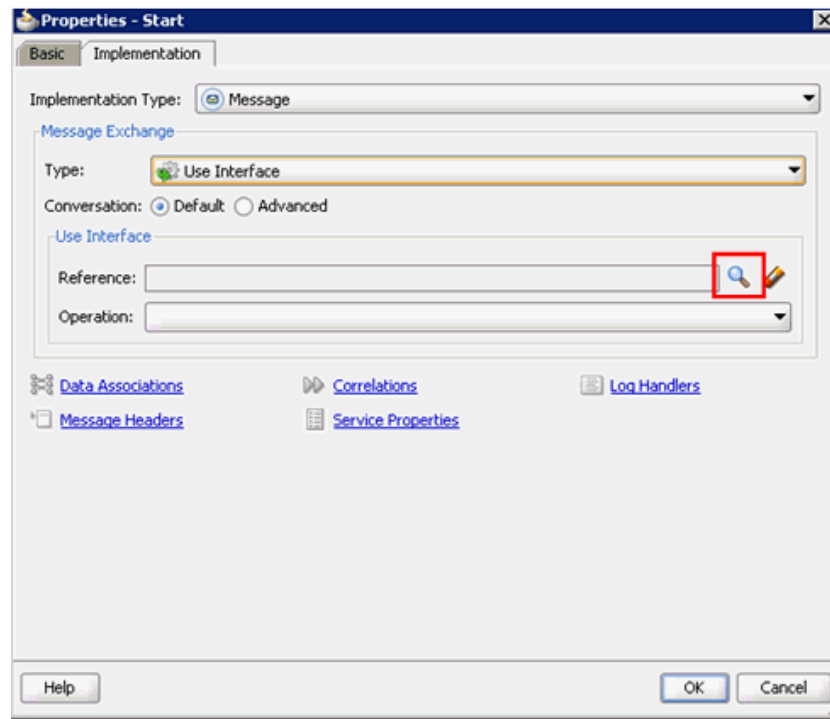 Properties - Start
Basic Implementation
Implementation Type: Message
Message Exchange
Type: Use Interface
Conversation: Default Advanced
Use Interface
Reference:
Operation:
Data Associations Correlations Log Handlers
Message Headers Service Properties
Help OK Cancel